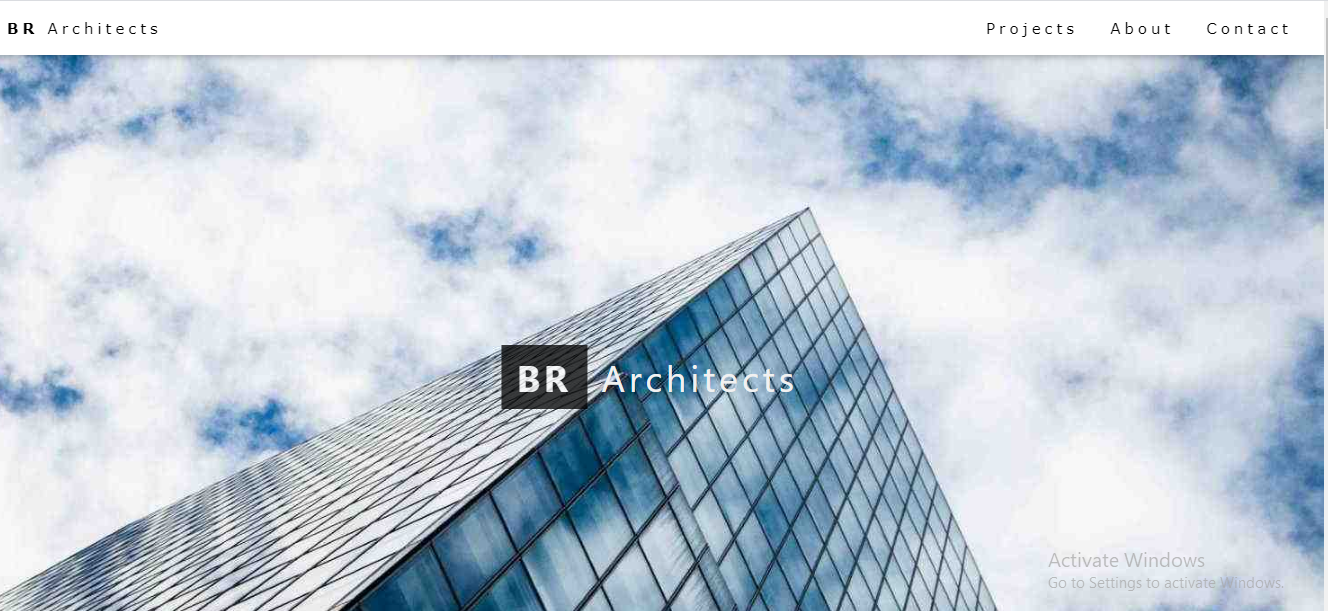 BR Architects
Projects About Contact
BR Architects
Activate Windows
Go to Settings to activate Windows.